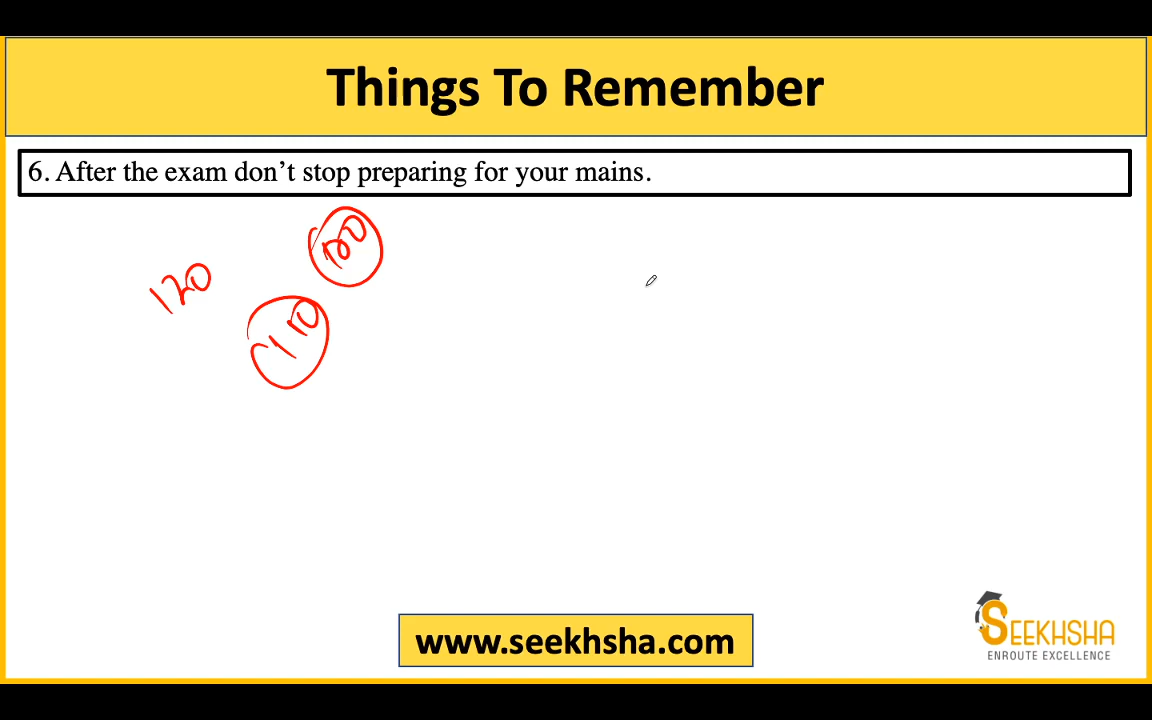 Things To Remember
6. After the exam don’t stop preparing for your mains.
100
120
110
www.seekhsha.com
SEEKHSHA
ENROUTE EXCELLENCE